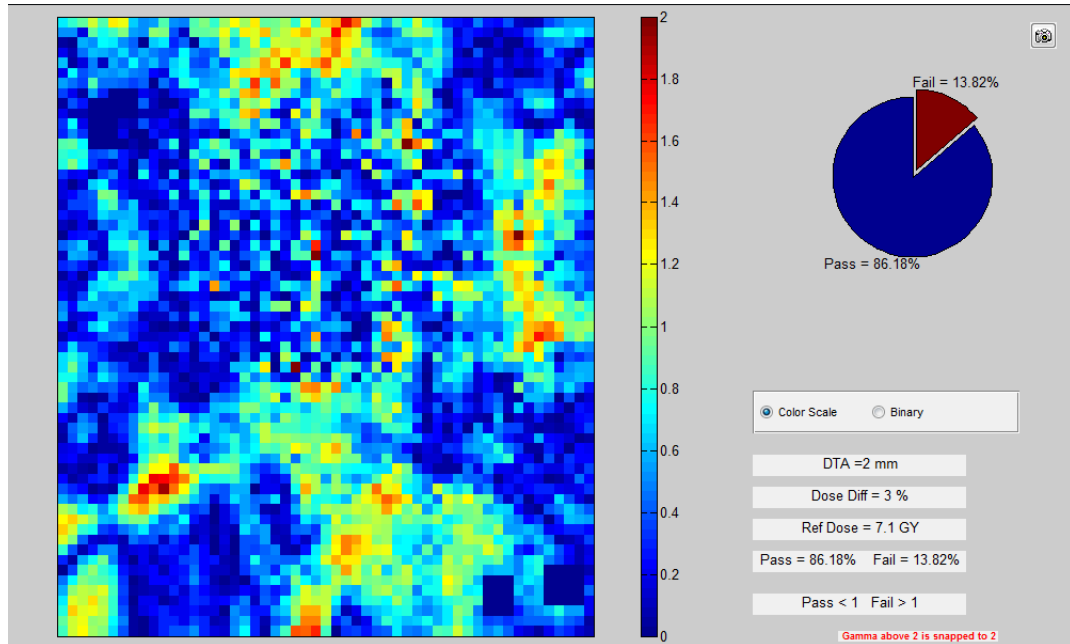 2
1.8
1.6
1.4
1.2
1
0.8
0.6
0.4
0.2
0
Fail = 13.82%
Pass = 86.18%
Color Scale Binary
DTA =2 mm
Dose Diff = 3 %
Ref Dose = 7.1 GY
Pass = 86.18% Fail = 13.82%
Pass < 1 Fail > 1
Gamma above 2 is snapped to 2